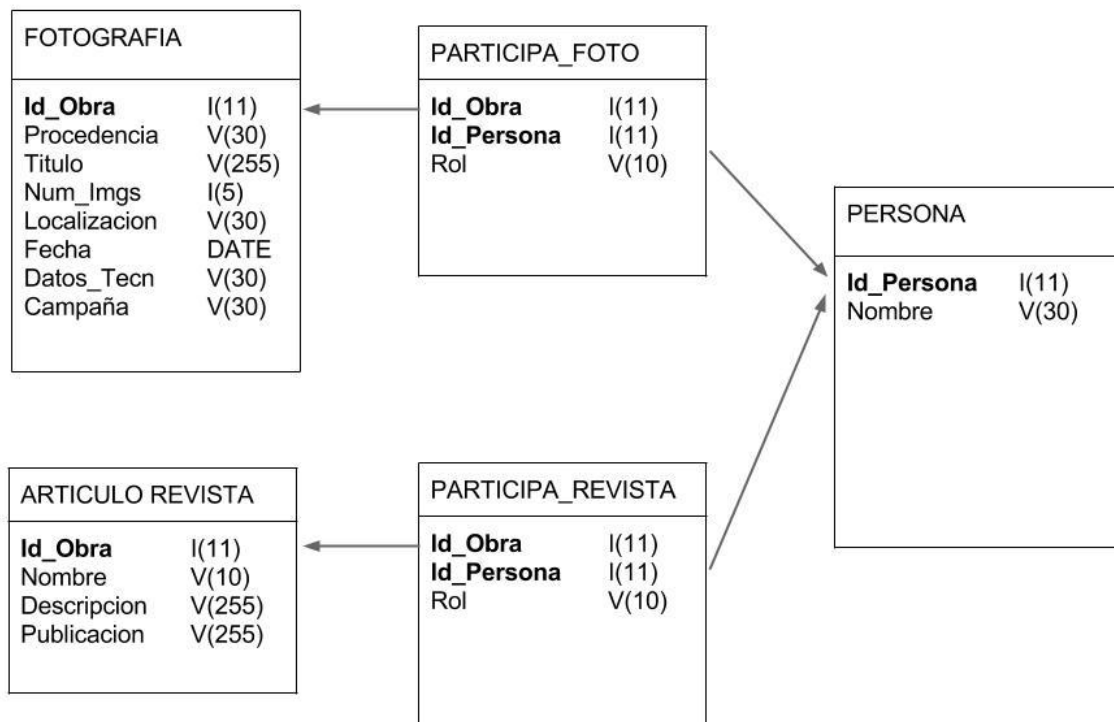 FOTOGRAFIA
Id_Obra I(11)
Procedencia V(30)
Titulo V(255)
Num_Imgs I(5)
Localizacion V(30)
Fecha DATE
Datos_Tecn V(30)
Campaña V(30)
PARTICIPA_FOTO
Id_Obra I(11)
Id_Persona I(11)
Rol V(10)
PERSONA
Id_Persona I(11)
Nombre V(30)
ARTICULO REVISTA
Id_Obra I(11)
Nombre V(10)
Descripcion V(255)
Publicacion V(255)
PARTICIPA_REVISTA
Id_Obra I(11)
Id_Persona I(11)
Rol V(10)